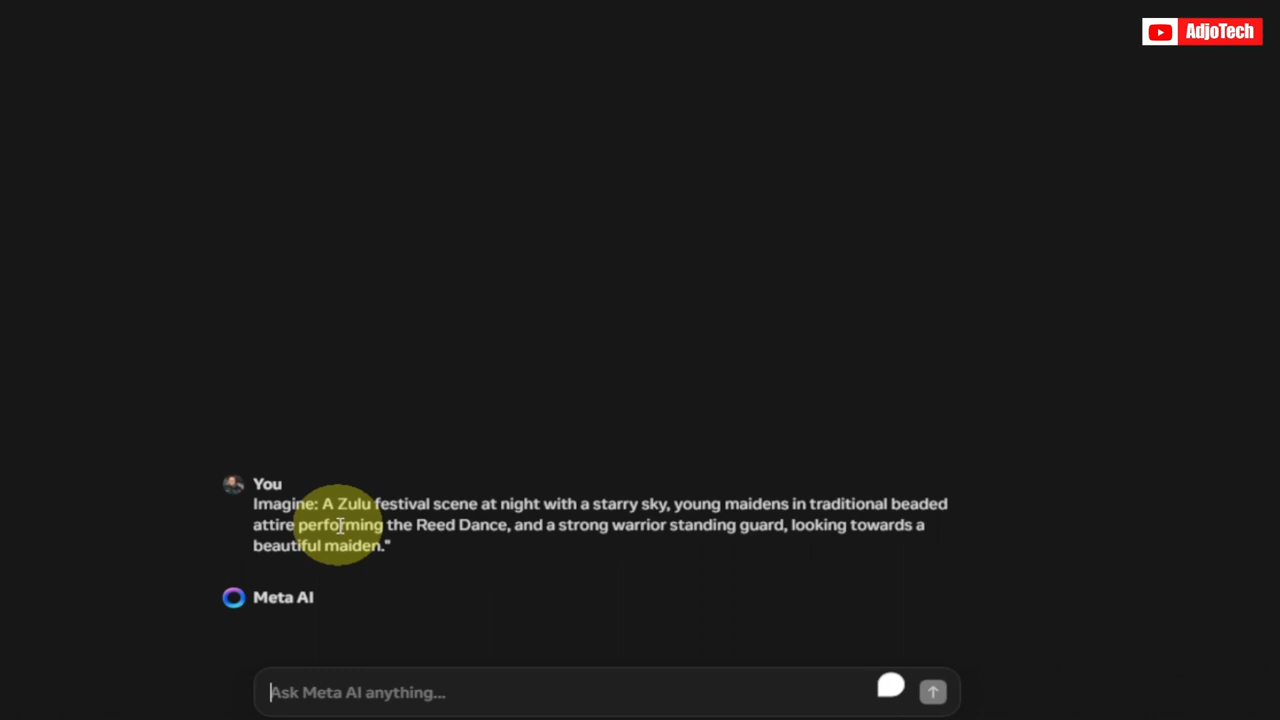 AdjoTech
You
Imagine: A Zulu festival scene at night with a starry sky, young maidens in traditional beaded
attire performing the Reed Dance, and a strong warrior standing guard, looking towards a
beautiful maiden."
Meta AI
Ask Meta AI anything...